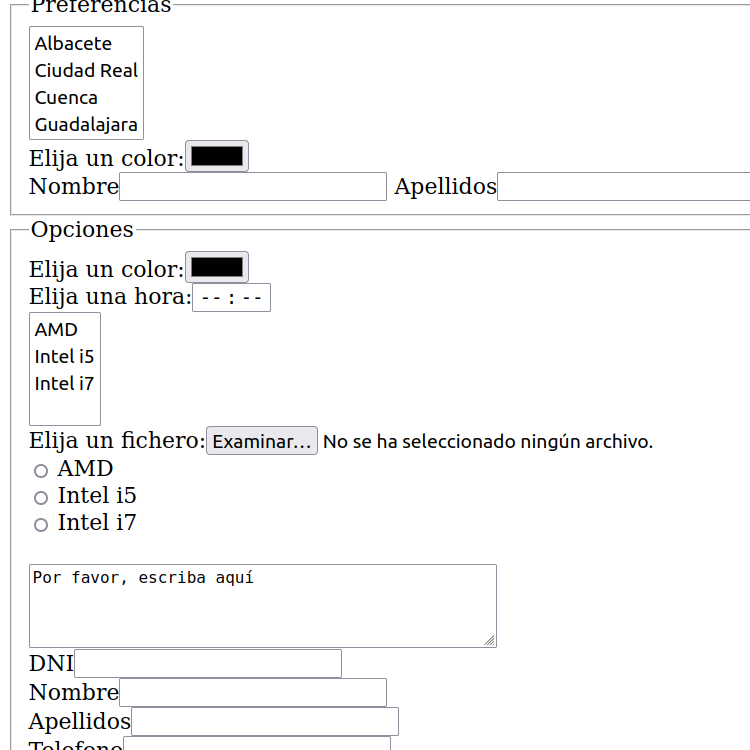 Preferencias
Albacete
Ciudad Real
Cuenca
Guadalajara
Elija un color:
Nombre Apellidos
Opciones
Elija un color:
Elija una hora: --:--
AMD
Intel i5
Intel i7
Elija un fichero: Examinar... No se ha seleccionado ningún archivo.
AMD
Intel i5
Intel i7
Por favor, escriba aquí
DNI
Nombre
Apellidos
Telefono